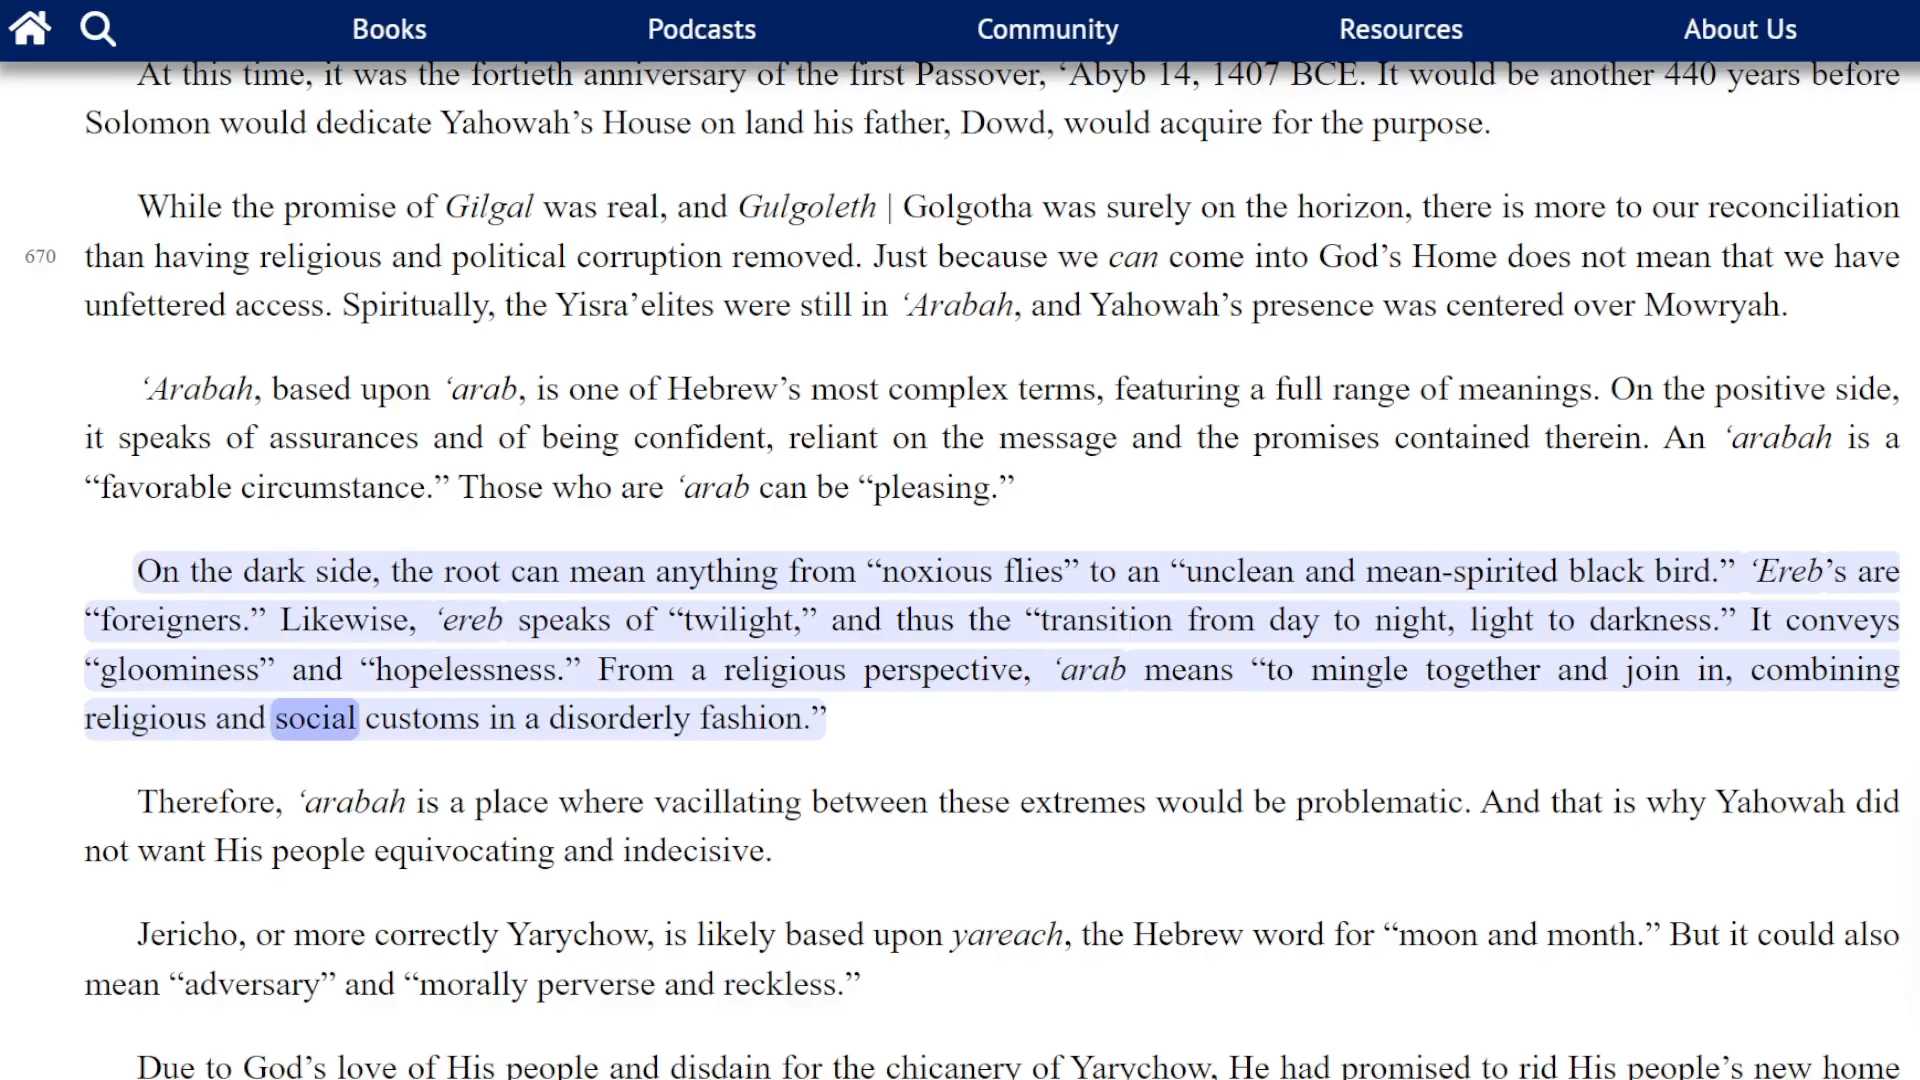 Books Podcasts Community Resources About Us
At this time, it was the fortieth anniversary of the first Passover, ‘Abyb 14, 1407 BCE. It would be another 440 years before
Solomon would dedicate Yahowah’s House on land his father, Dowd, would acquire for the purpose.
While the promise of Gilgal was real, and Gulgoleth | Golgotha was surely on the horizon, there is more to our reconciliation
670 than having religious and political corruption removed. Just because we can come into God’s Home does not mean that we have
unfettered access. Spiritually, the Yisra’elites were still in ‘Arabah, and Yahowah’s presence was centered over Mowryah.
‘Arabah, based upon ‘arab, is one of Hebrew’s most complex terms, featuring a full range of meanings. On the positive side,
it speaks of assurances and of being confident, reliant on the message and the promises contained therein. An ‘arabah is a
“favorable circumstance.” Those who are ‘arab can be “pleasing.”
On the dark side, the root can mean anything from “noxious flies” to an “unclean and mean-spirited black bird.” ‘Ereb’s are
“foreigners.” Likewise, ‘ereb speaks of “twilight,” and thus the “transition from day to night, light to darkness.” It conveys
“gloominess” and “hopelessness.” From a religious perspective, ‘arab means “to mingle together and join in, combining
religious and social customs in a disorderly fashion.”
Therefore, ‘arabah is a place where vacillating between these extremes would be problematic. And that is why Yahowah did
not want His people equivocating and indecisive.
Jericho, or more correctly Yarychow, is likely based upon yareach, the Hebrew word for “moon and month.” But it could also
mean “adversary” and “morally perverse and reckless.”
Due to God’s love of His people and disdain for the chicanery of Yarychow, He had promised to rid His people’s new home